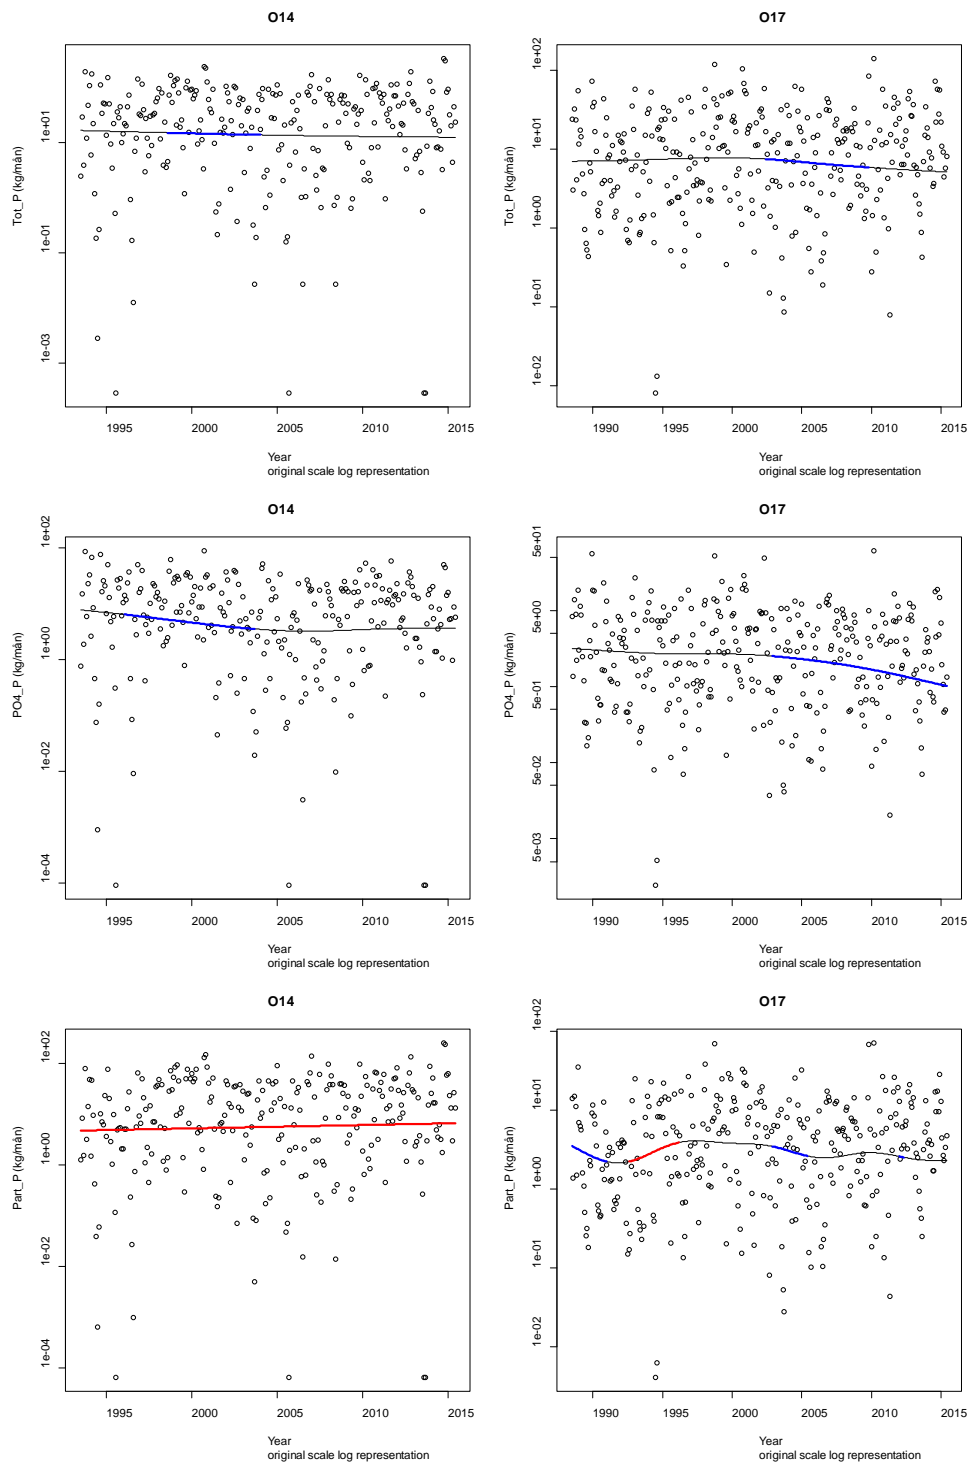 O14
Tot_P (kg/mån)
1e+01
1e-01
1e-03
1995
2000
2005
2010
2015
Year
original scale log representation
O17
Tot_P (kg/mån)
1e+02
1e+01
1e+00
1e-01
1e-02
1990
1995
2000
2005
2010
2015
Year
original scale log representation
O14
PO4_P (kg/mån)
1e+02
1e+00
1e-02
1e-04
1995
2000
2005
2010
2015
Year
original scale log representation
O17
PO4_P (kg/mån)
5e+01
5e+00
5e-01
5e-02
5e-03
1990
1995
2000
2005
2010
2015
Year
original scale log representation
O14
Part_P (kg/mån)
1e+02
1e+00
1e-02
1e-04
1995
2000
2005
2010
2015
Year
original scale log representation
O17
Part_P (kg/mån)
1e+02
1e+01
1e+00
1e-01
1e-02
1990
1995
2000
2005
2010
2015
Year
original scale log representation